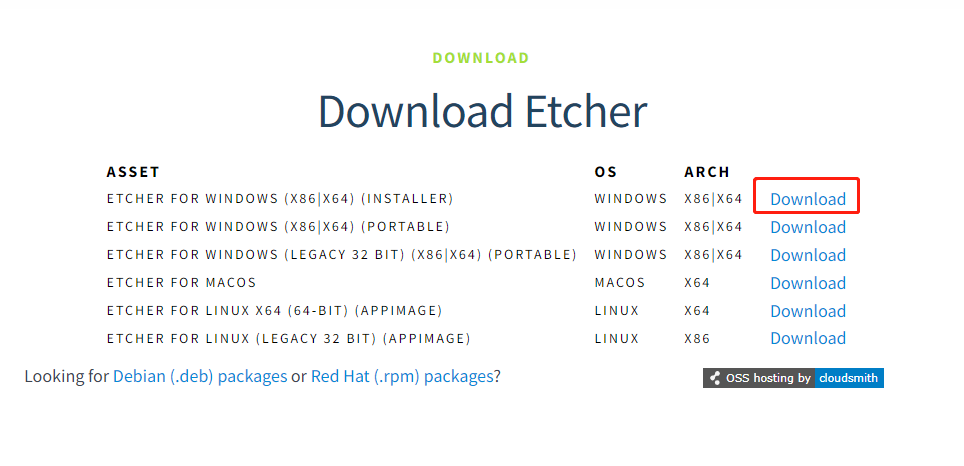 DOWNLOAD
Download Etcher
ASSET OS ARCH
ETCHER FOR WINDOWS (X86|X64) (INSTALLER) WINDOWS X86|X64 Download
ETCHER FOR WINDOWS (X86|X64) (PORTABLE) WINDOWS X86|X64 Download
ETCHER FOR WINDOWS (LEGACY 32 BIT) (X86|X64) (PORTABLE) WINDOWS X86|X64 Download
ETCHER FOR MACOS MACOS X64 Download
ETCHER FOR LINUX X64 (64-BIT) (APPIMAGE) LINUX X64 Download
ETCHER FOR LINUX (LEGACY 32 BIT) (APPIMAGE) LINUX X86 Download
Looking for Debian (.deb) packages or Red Hat (.rpm) packages? OSS hosting by cloudsmith